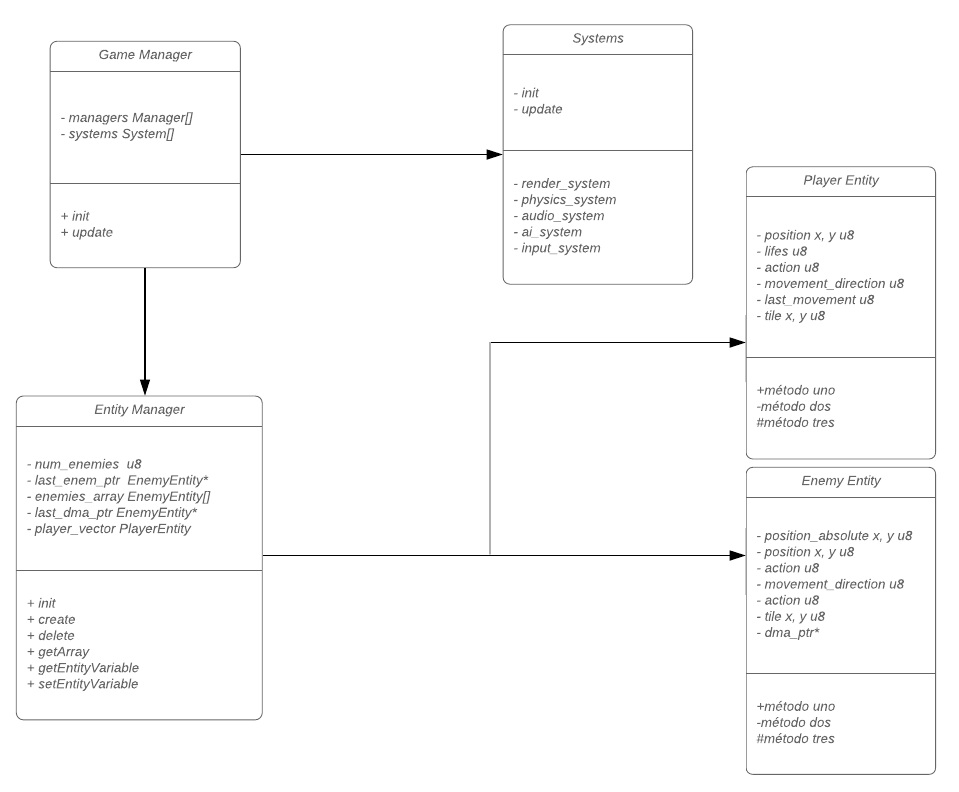 Game Manager
- managers Manager[]
- systems System[]
+ init
+ update
Systems
- init
- update
- render_system
- physics_system
- audio_system
- ai_system
- input_system
Player Entity
- position x, y u8
- lifes u8
- action u8
- movement_direction u8
- last_movement u8
- tile x, y u8
+método uno
-método dos
#método tres
Entity Manager
- num_enemies  u8
- last_enem_ptr  EnemyEntity*
- enemies_array EnemyEntity[]
- last_dma_ptr EnemyEntity*
- player_vector PlayerEntity
+ init
+ create
+ delete
+ getArray
+ getEntityVariable
+ setEntityVariable
Enemy Entity
- position_absolute x, y u8
- position x, y u8
- action u8
- movement_direction u8
- action u8
- tile x, y u8
- dma_ptr*
+método uno
-método dos
#método tres